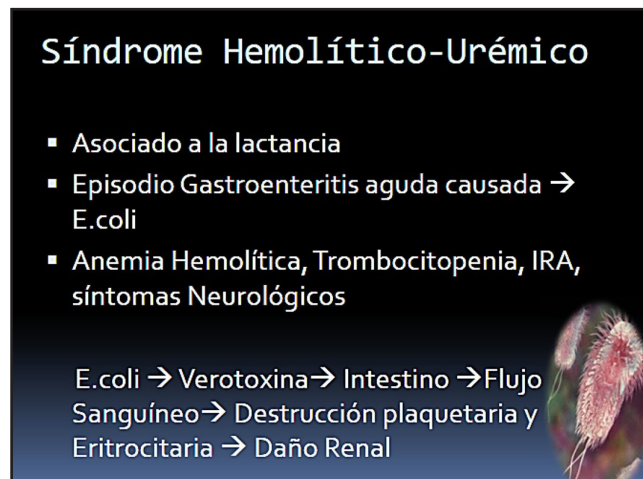 Síndrome Hemolítico-Urémico
▪ Asociado a la lactancia
▪ Episodio Gastroenteritis aguda causada →
E.coli
▪ Anemia Hemolítica, Trombocitopenia, IRA,
síntomas Neurológicos
E.coli → Verotoxina→ Intestino →Flujo
Sanguíneo→ Destrucción plaquetaria y
Eritrocitaria → Daño Renal